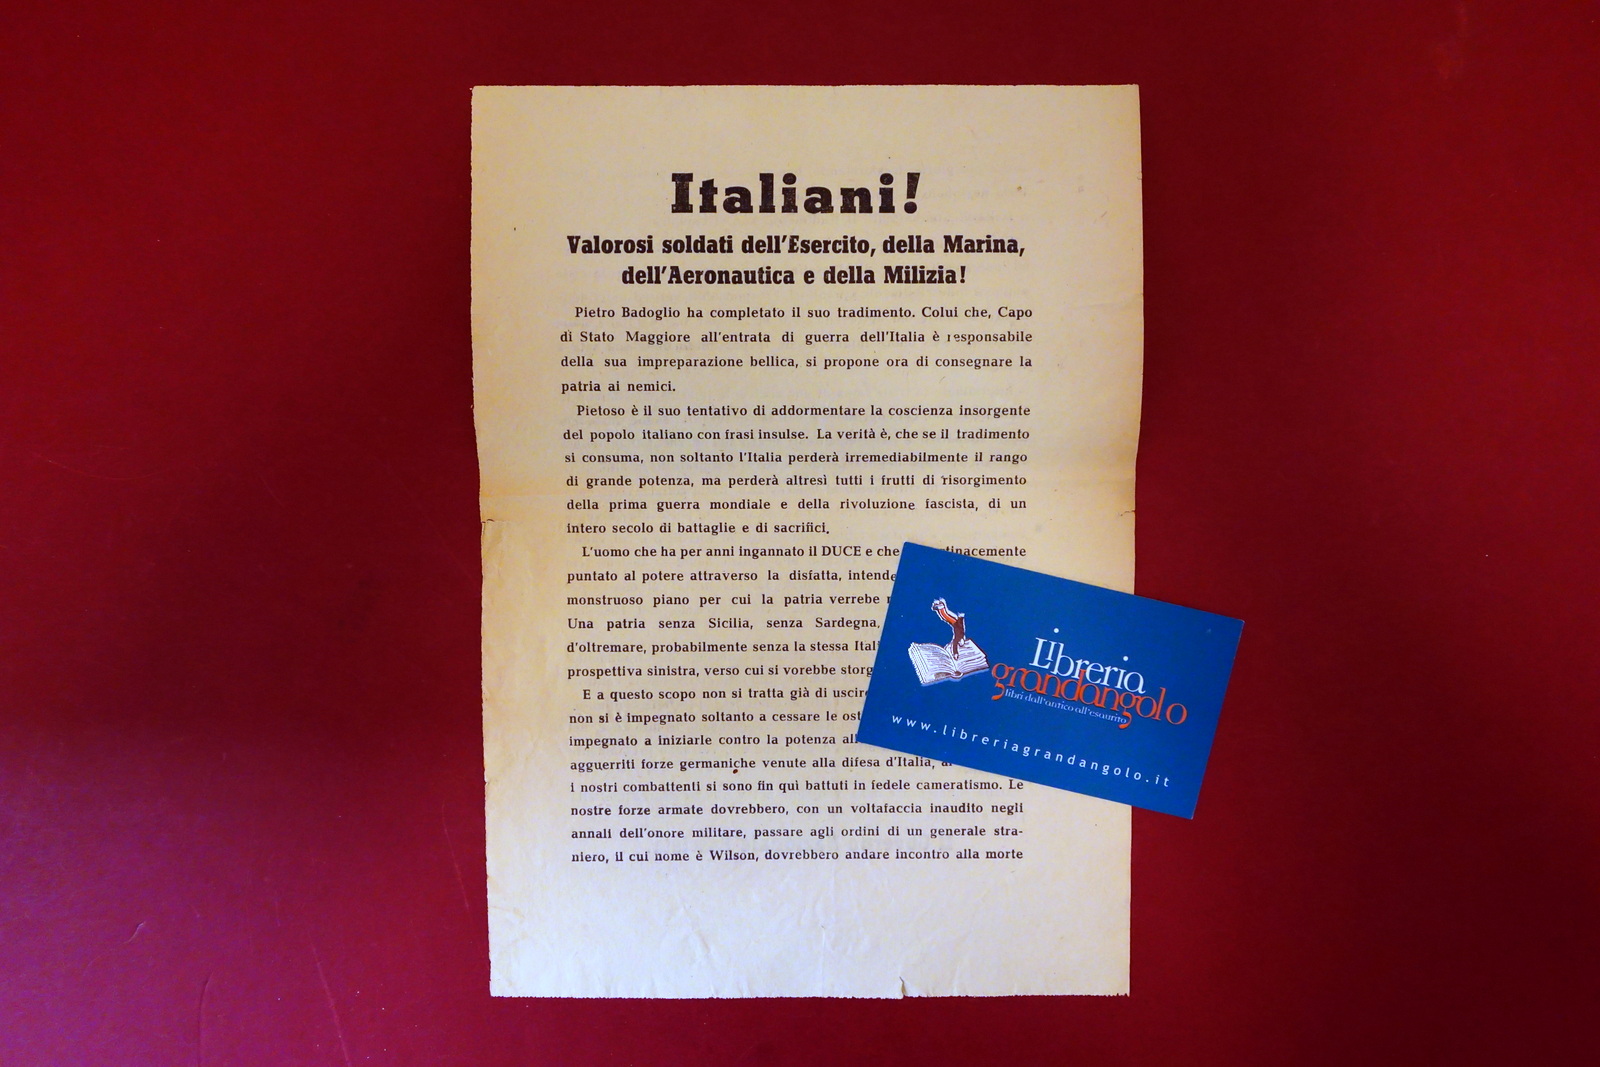 Italiani!
Valorosi soldati dell'Esercito, della Marina,
dell'Aeronautica e della Milizia!
Pietro Badoglio ha completato il suo tradimento. Colui che, Capo
di Stato Maggiore all'entrata di guerra dell'Italia è responsabile
della sua impreparazione bellica, si propone ora di consegnare la
patria ai nemici.
Pietoso è il suo tentativo di addormentare la coscienza insorgente
del popolo italiano con frasi insulse. La verità è, che se il tradimento
si consuma, non soltanto l'Italia perderà irremediabilmente il rango
di grande potenza, ma perderà altresì tutti i frutti di risorgimento
della prima guerra mondiale e della rivoluzione fascista, di un
intero secolo di battaglie e di sacrifici.
L'uomo che ha per anni ingannato il DUCE e che
puntato al potere attraverso la disfatta,
monstruoso piano per cui la patria verrebe
Una patria senza Sicilia, senza Sardegna,
d'oltremare, probabilmente senza la stessa
prospettiva sinistra, verso cui si vorebbe
E a questo scopo non si tratta già di uscire
non si è impegnato soltanto a cessare le
impegnato a iniziarle contro la potenza
agguerriti forze germaniche venute alla difesa d'Italia,
i nostri combattenti si sono fin quì battuti in fedele cameratismo. Le
nostre forze armate dovrebbero, con un voltafaccia inaudito negli
annali dell'onore militare, passare agli ordini di un generale stra-
niero, il cui nome è Wilson, dovrebbero andare incontro alla morte
Libreria
grandangolo
libri dall'antico all'esaurito
www.libreriagrandangolo.it